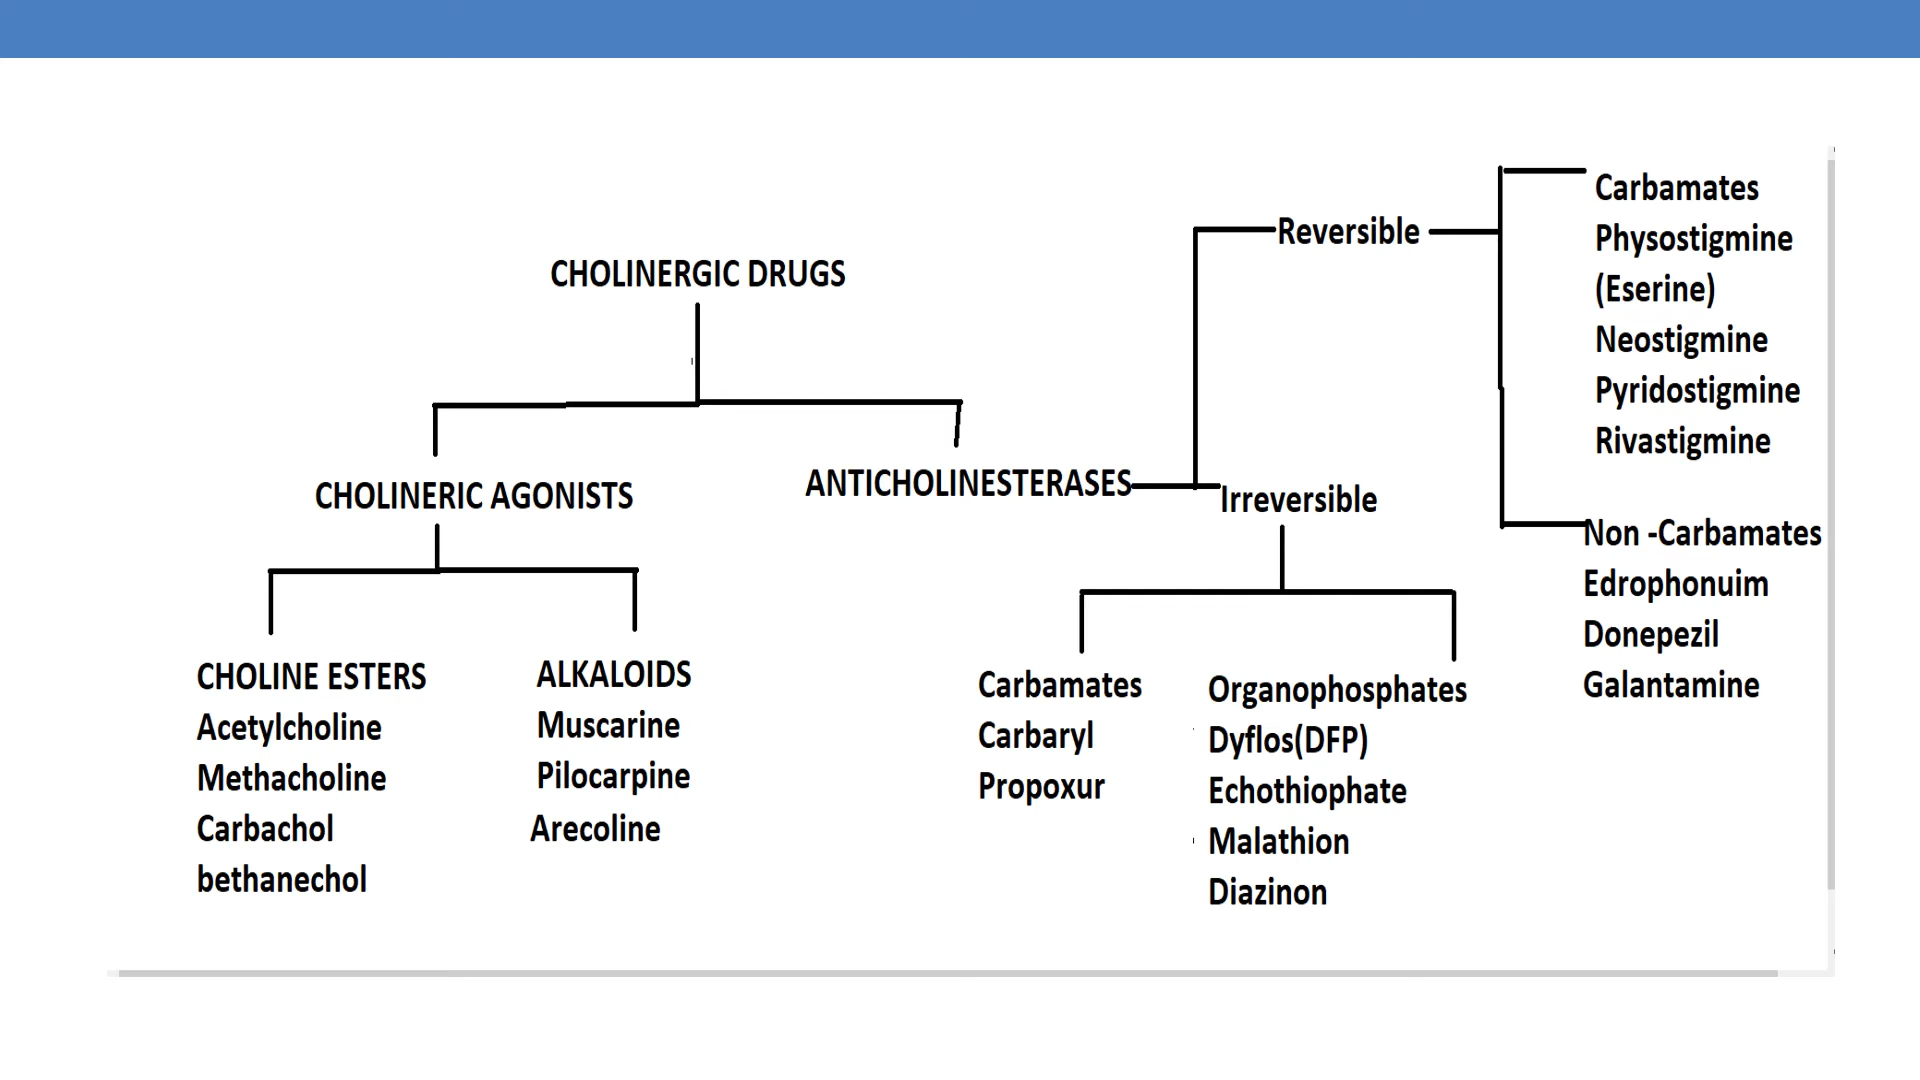 CHOLINERGIC DRUGS
CHOLINERIC AGONISTS
CHOLINE ESTERS
Acetylcholine
Methacholine
Carbachol
bethanechol
ALKALOIDS
Muscarine
Pilocarpine
Arecoline
ANTICHOLINESTERASES
Reversible
Carbamates
Physostigmine
(Eserine)
Neostigmine
Pyridostigmine
Rivastigmine
Non -Carbamates
Edrophonuim
Donepezil
Galantamine
Irreversible
Carbamates
Carbaryl
Propoxur
Organophosphates
Dyflos(DFP)
Echothiophate
Malathion
Diazinon